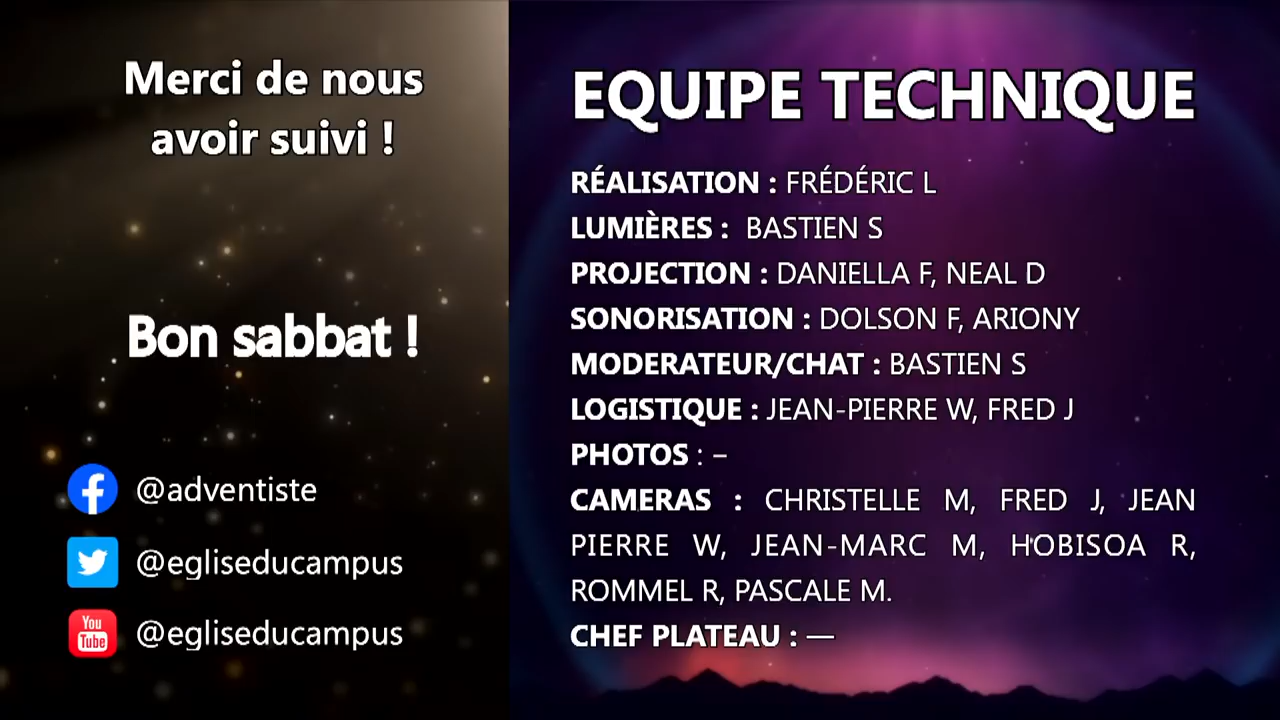 Merci de nous
avoir suivi !
Bon sabbat !
@adventiste
@egliseducampus
You
Tube
@egliseducampus
EQUIPE TECHNIQUE
RÉALISATION : FRÉDÉRIC L
LUMIÈRES : BASTIEN S
PROJECTION : DANIELLA F, NEAL D
SONORISATION : DOLSON F, ARIONY
MODERATEUR/CHAT : BASTIEN S
LOGISTIQUE : JEAN-PIERRE W, FRED J
PHOTOS : –
CAMERAS : CHRISTELLE M, FRED J, JEAN
PIERRE W, JEAN-MARC M, HOBISOA R,
ROMMEL R, PASCALE M.
CHEF PLATEAU : —